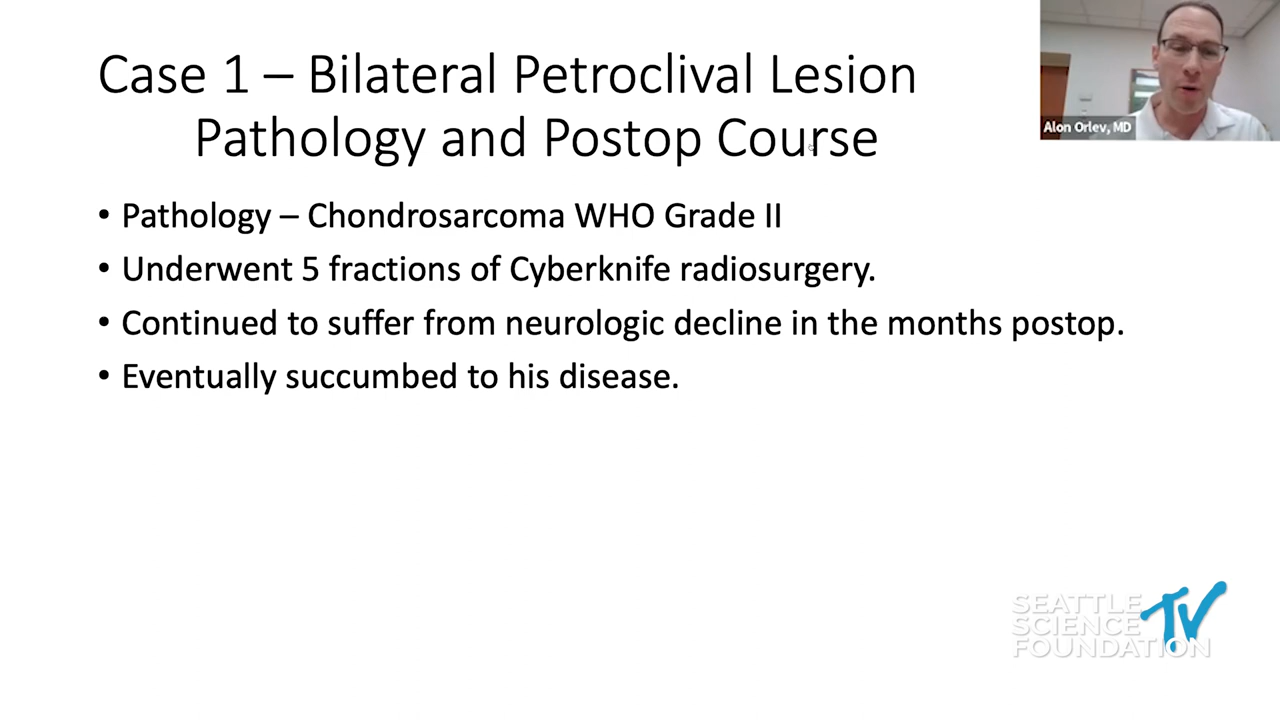 Case 1 – Bilateral Petroclival Lesion
Pathology and Postop Course
Alon Orlev, MD
• Pathology – Chondrosarcoma WHO Grade II
• Underwent 5 fractions of Cyberknife radiosurgery.
• Continued to suffer from neurologic decline in the months postop.
• Eventually succumbed to his disease.
SEATTLE
SCIENCE
FOUNDATION
TV